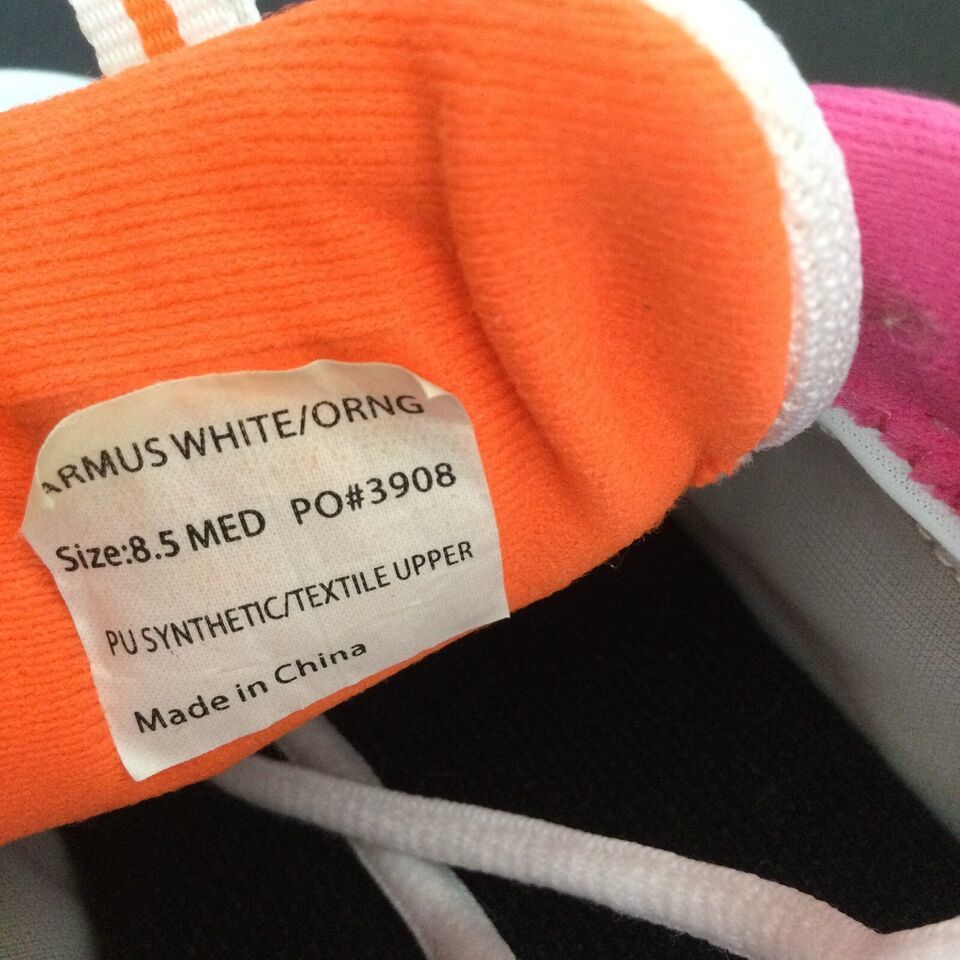 ARMUS WHITE/ORNG
Size:8.5 MED PO#3908
PU SYNTHETIC/TEXTILE UPPER
Made in China